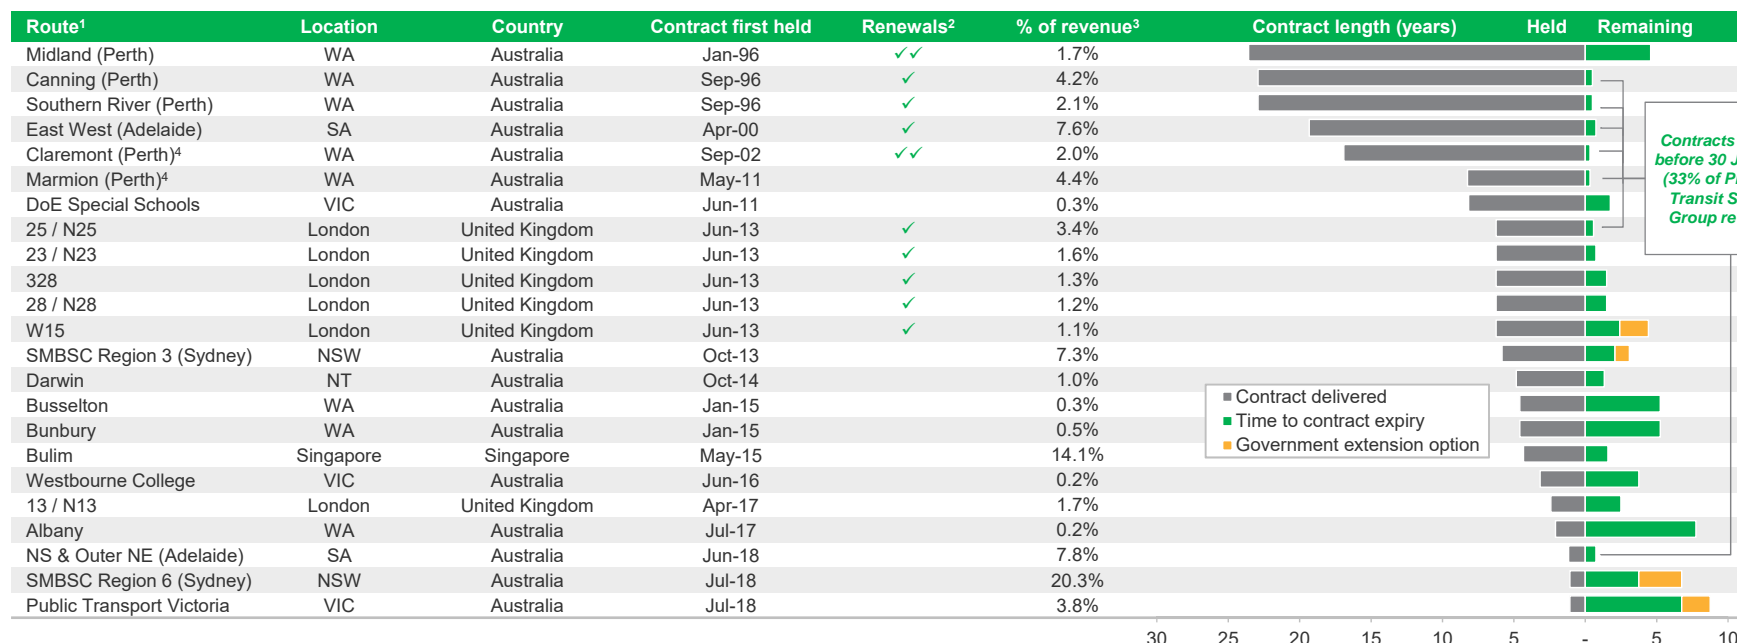 Route¹ Location Country Contract first held Renewals² % of revenue³ Contract length (years) Held Remaining
Midland (Perth) WA Australia Jan-96 ✓✓ 1.7%
Canning (Perth) WA Australia Sep-96 ✓ 4.2%
Southern River (Perth) WA Australia Sep-96 ✓ 2.1%
East West (Adelaide) SA Australia Apr-00 ✓ 7.6%
Claremont (Perth)⁴ WA Australia Sep-02 ✓✓ 2.0%
Marmion (Perth)⁴ WA Australia May-11 4.4%
DoE Special Schools VIC Australia Jun-11 0.3%
25 / N25 London United Kingdom Jun-13 ✓ 3.4%
23 / N23 London United Kingdom Jun-13 ✓ 1.6%
328 London United Kingdom Jun-13 ✓ 1.3%
28 / N28 London United Kingdom Jun-13 ✓ 1.2%
W15 London United Kingdom Jun-13 ✓ 1.1%
SMBSC Region 3 (Sydney) NSW Australia Oct-13 7.3%
Darwin NT Australia Oct-14 1.0%
Busselton WA Australia Jan-15 0.3%
Bunbury WA Australia Jan-15 0.5%
Bulim Singapore Singapore May-15 14.1%
Westbourne College VIC Australia Jun-16 0.2%
13 / N13 London United Kingdom Apr-17 1.7%
Albany WA Australia Jul-17 0.2%
NS & Outer NE (Adelaide) SA Australia Jun-18 7.8%
SMBSC Region 6 (Sydney) NSW Australia Jul-18 20.3%
Public Transport Victoria VIC Australia Jul-18 3.8%
Contracts
before 30
(33% of
Transit
Group
Contract delivered
Time to contract expiry
Government extension option
30 25 20 15 10 5 - 5 10